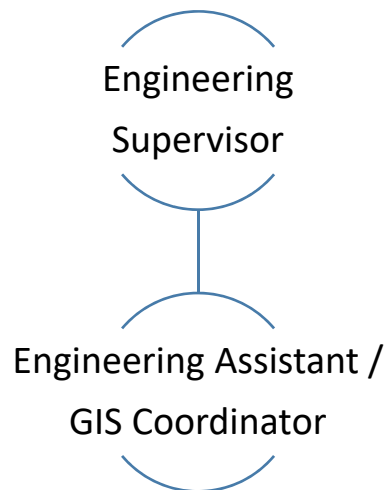 Engineering
Supervisor
Engineering Assistant /
GIS Coordinator